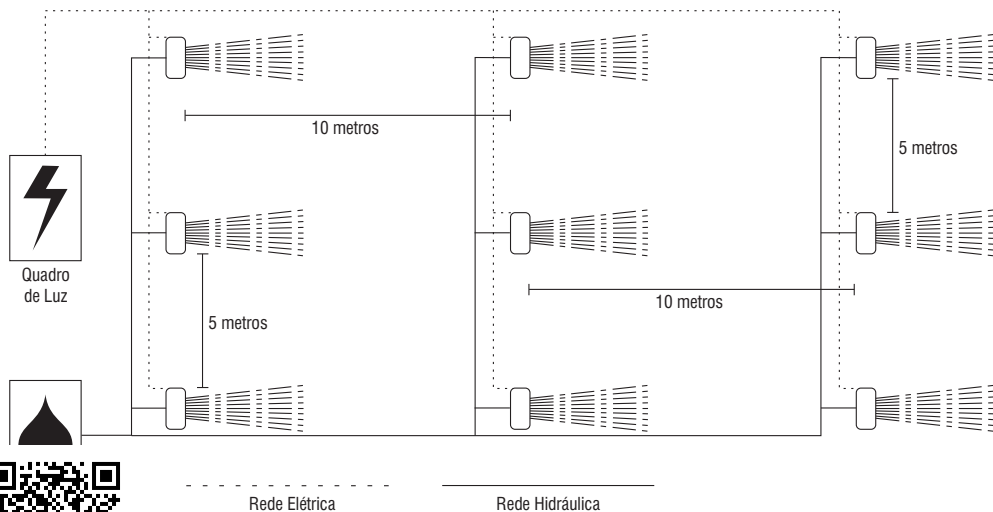 10 metros
5 metros
Quadro
de Luz
10 metros
5 metros
Rede Elétrica
Rede Hidráulica